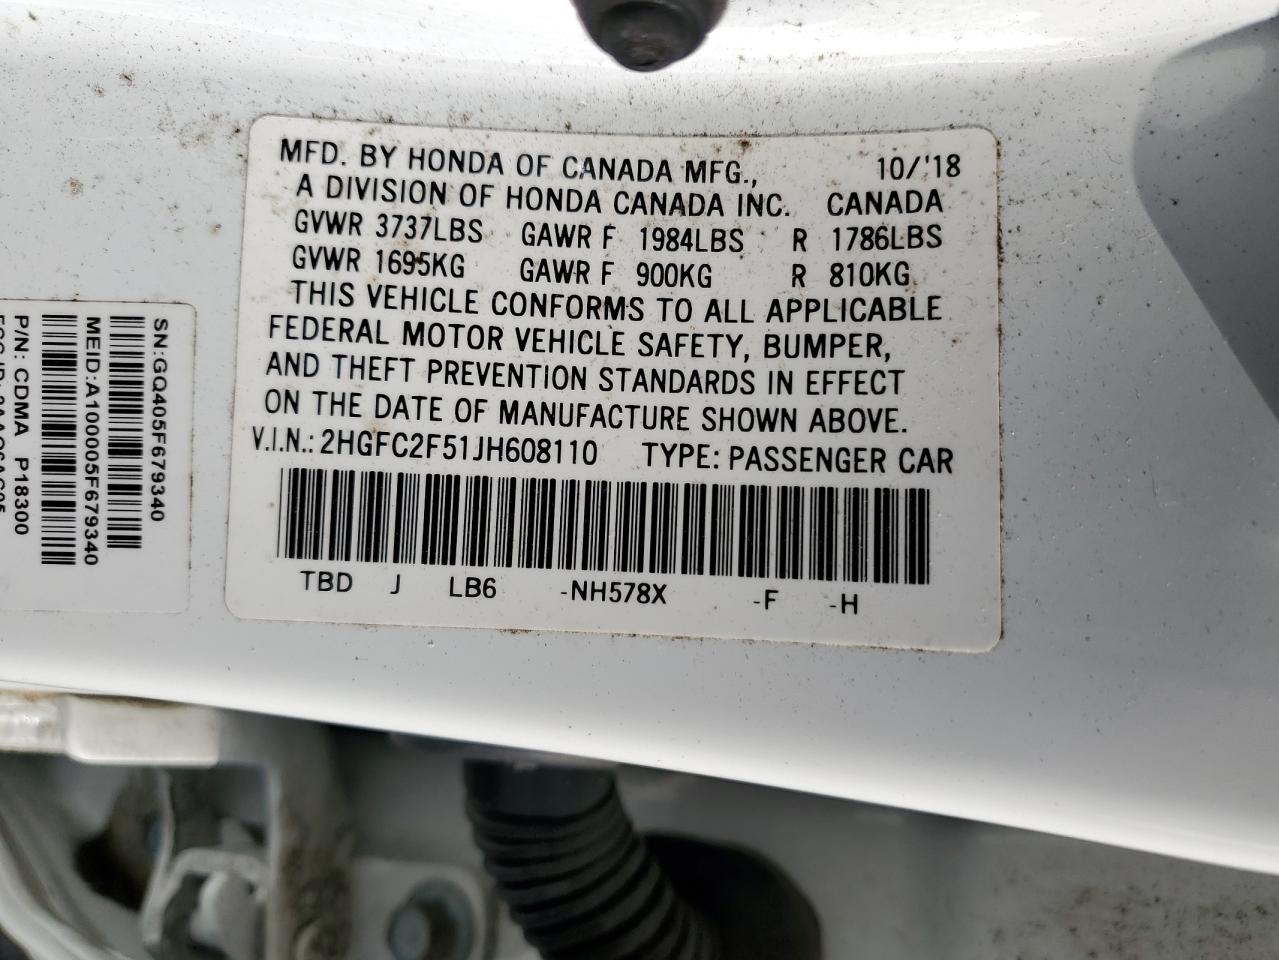 MFD. BY HONDA OF CANADA MFG., 10/'18
A DIVISION OF HONDA CANADA INC. CANADA
GVWR 3737LBS GAWR F 1984LBS R 1786LBS
GVWR 1695KG GAWR F 900KG R 810KG
THIS VEHICLE CONFORMS TO ALL APPLICABLE
FEDERAL MOTOR VEHICLE SAFETY, BUMPER,
AND THEFT PREVENTION STANDARDS IN EFFECT
ON THE DATE OF MANUFACTURE SHOWN ABOVE.
V.I.N.: 2HGFC2F51JH608110 TYPE: PASSENGER CAR
TBD J LB6 -NH578X -F -H
SN:GQ405F679340
MEID:A1000005F679340
P/N: CDMA P18300